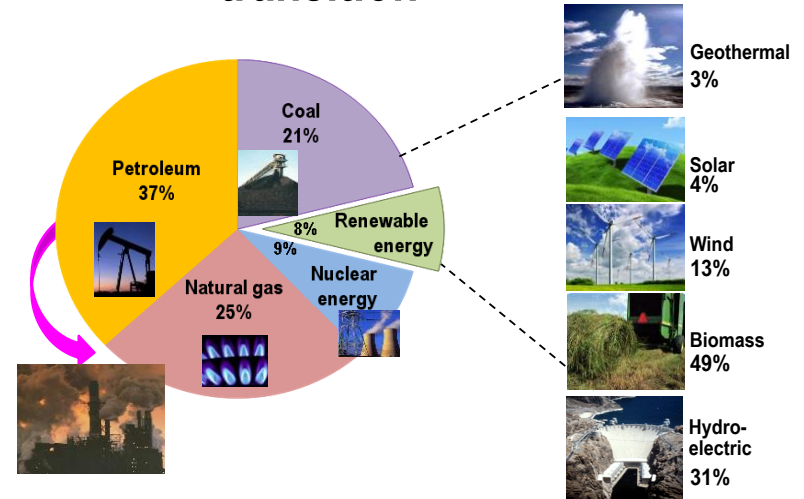 Coal
21%
Petroleum
37%
8%
Renewable
energy
9%
Nuclear
energy
Natural gas
25%
Geothermal
3%
Solar
4%
Wind
13%
Biomass
49%
Hydro-
electric
31%